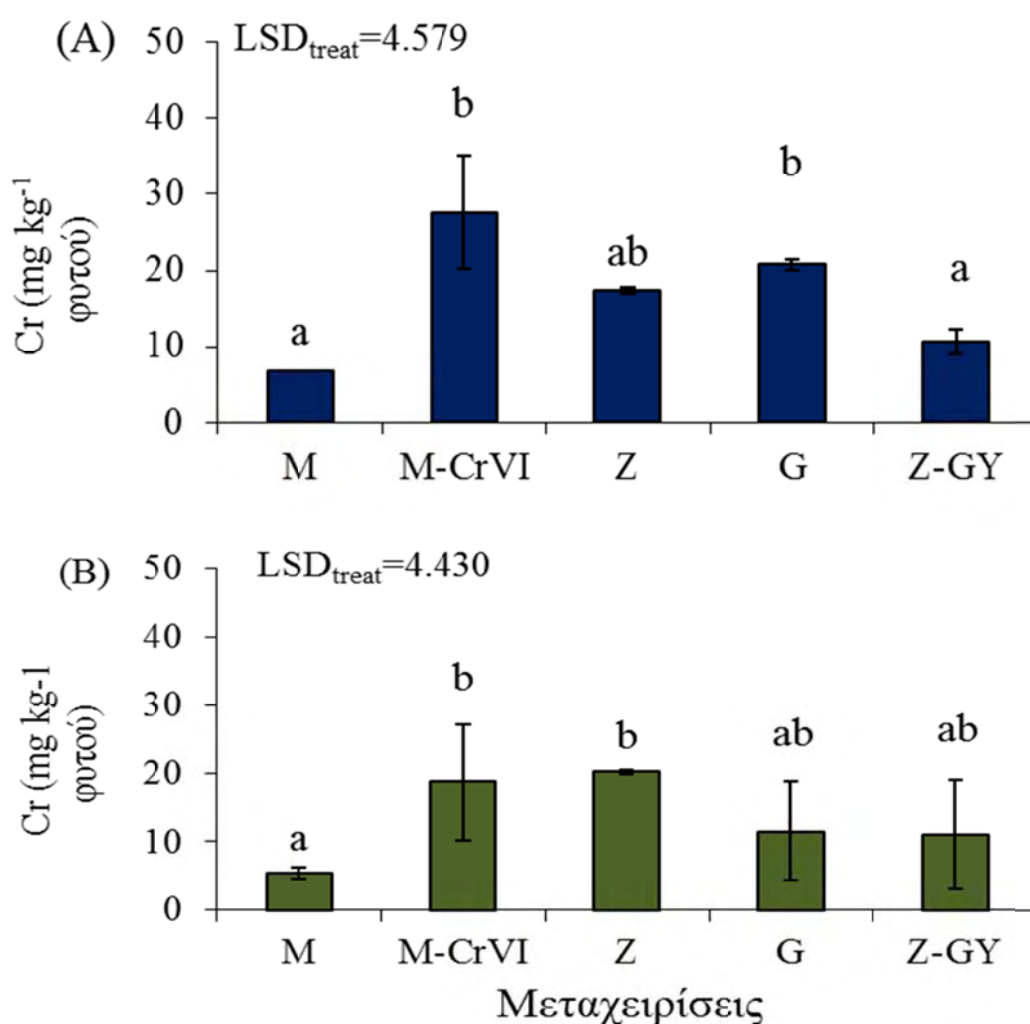 (A) 50 LSDtreat=4.579
40 b
b
30
ab
20 a
a
10
0
Cr (mg kg-1
φυτού)
M M-CrVI Z G Z-GY
(B) 50 LSDtreat=4.430
40
b
30 b ab ab
20
a
10
0
Cr (mg kg-1
φυτού)
M M-CrVI Z G Z-GY
Μεταχειρίσεις